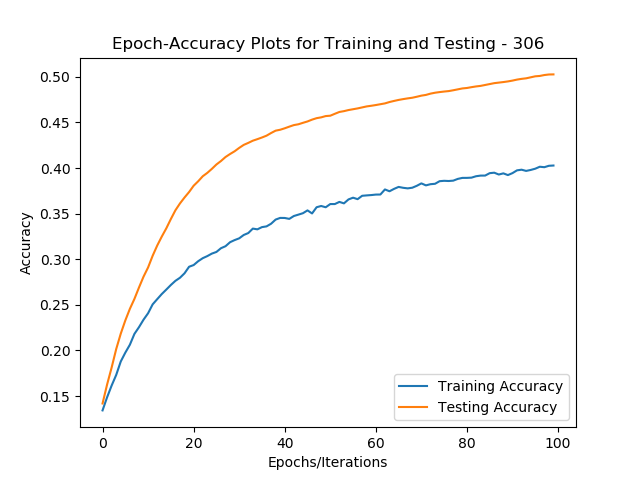 Epoch-Accuracy Plots for Training and Testing - 306
0.50
0.45
0.40
0.35
0.30
0.25
0.20
0.15
Accuracy
0 20 40 60 80 100
Epochs/Iterations
Training Accuracy
Testing Accuracy